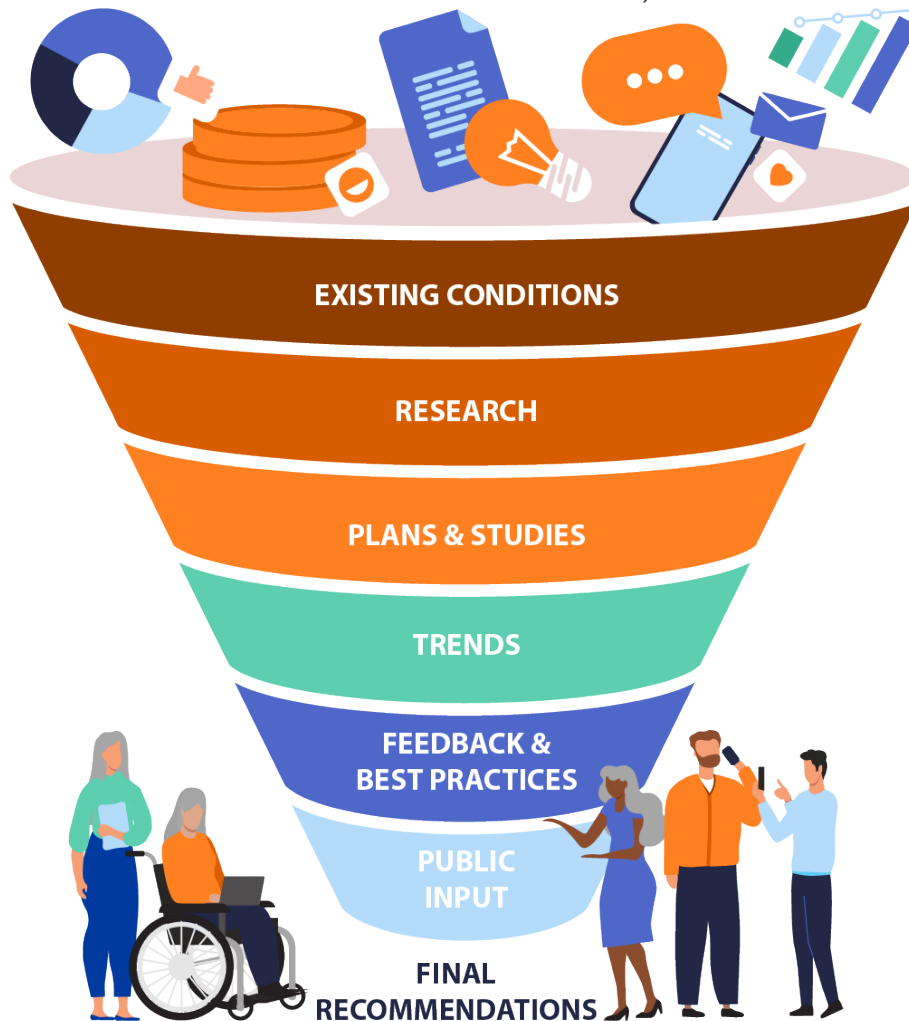 EXISTING CONDITIONS
RESEARCH
PLANS & STUDIES
TRENDS
FEEDBACK &
BEST PRACTICES
PUBLIC
INPUT
FINAL
RECOMMENDATIONS